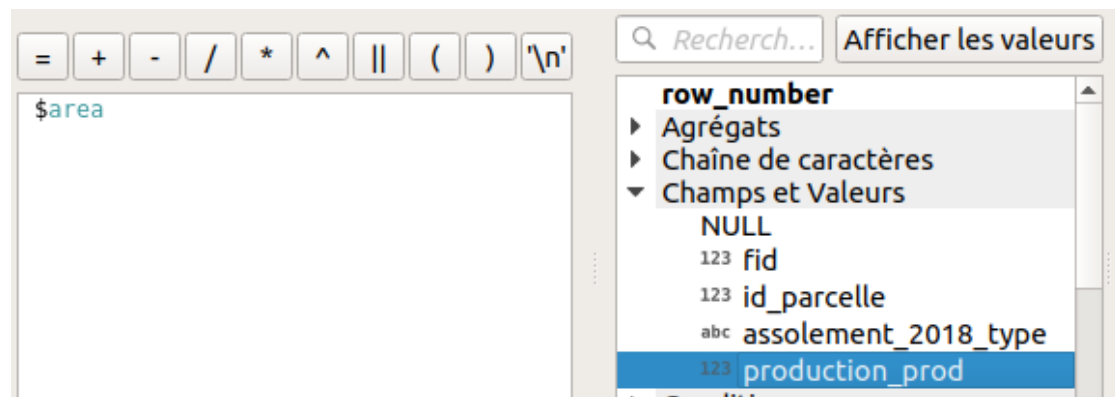 = + - / * ^ || ( ) '\n'
$area
Recherch... Afficher les valeurs
row_number
Agrégats
Chaîne de caractères
Champs et Valeurs
NULL
123 fid
123 id_parcelle
abc assolement_2018_type
123 production_prod